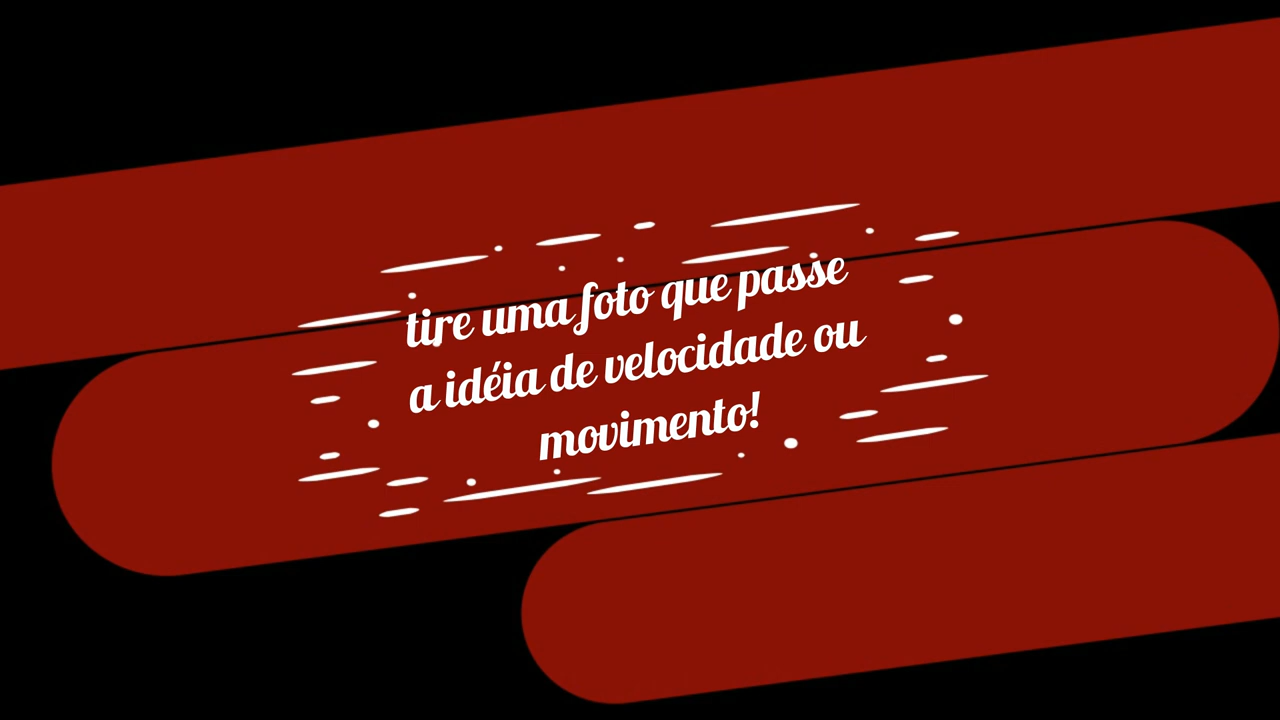 tire uma foto que passe
a idéia de velocidade ou
movimento!